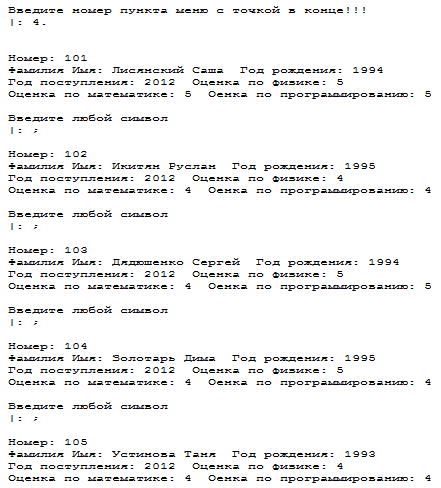 Введите номер пункта меню с точкой в конце!!!
|: 4.
Номер: 101
Фамилия Имя: Лисянский Саша Год рождения: 1994
Год поступления: 2012 Оценка по физике: 5
Оценка по математике: 5 Оенка по программированию: 5
Введите любой символ
|: ;
Номер: 102
Фамилия Имя: Икитян Руслан Год рождения: 1995
Год поступления: 2012 Оценка по физике: 4
Оценка по математике: 4 Оенка по программированию: 4
Введите любой символ
|: ;
Номер: 103
Фамилия Имя: Дядюшенко Сергей Год рождения: 1994
Год поступления: 2012 Оценка по физике: 5
Оценка по математике: 4 Оенка по программированию: 5
Введите любой символ
|: ;
Номер: 104
Фамилия Имя: Золотарь Дима Год рождения: 1995
Год поступления: 2012 Оценка по физике: 5
Оценка по математике: 4 Оенка по программированию: 4
Введите любой символ
|: ;
Номер: 105
Фамилия Имя: Устинова Таня Год рождения: 1993
Год поступления: 2012 Оценка по физике: 4
Оценка по математике: 4 Оенка по программированию: 4